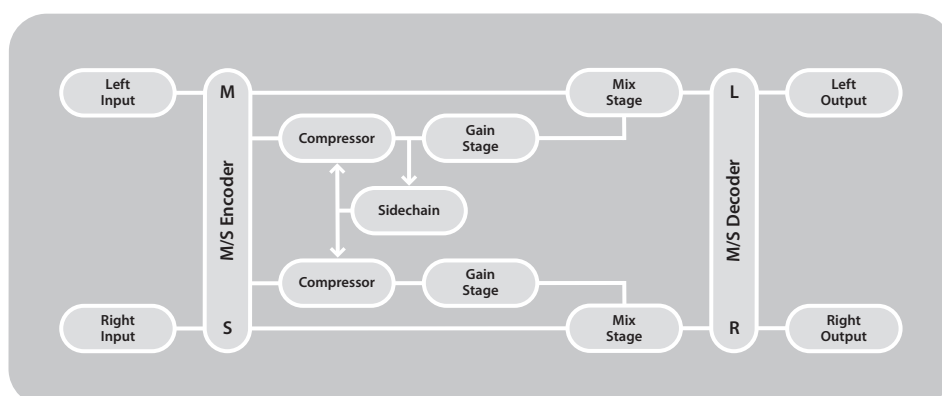 Left
Input
M
Mix
Stage
L
Left
Output
Compressor
Gain
Stage
M/S Encoder
Sidechain
M/S Decoder
Compressor
Gain
Stage
Right
Input
S
Mix
Stage
R
Right
Output